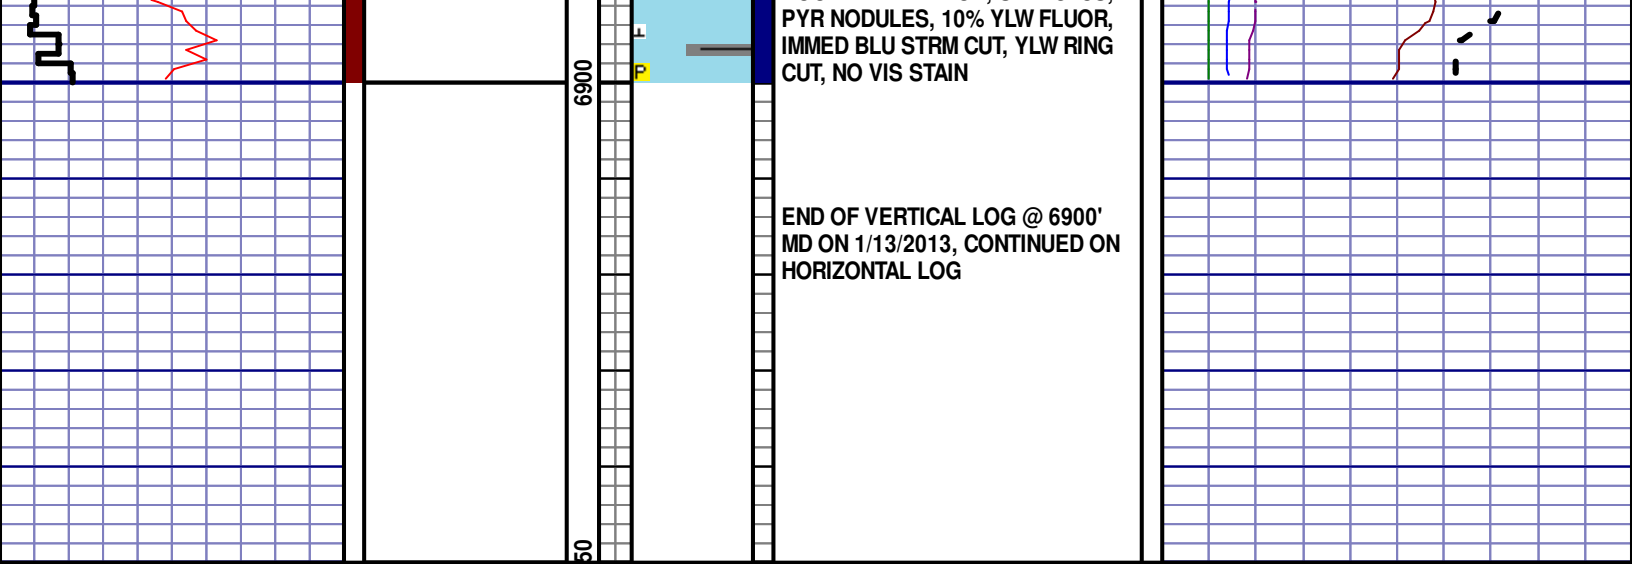 PYR NODULES, 10% YLW FLUOR,
IMMED BLU STRM CUT, YLW RING
CUT, NO VIS STAIN
P
6900
END OF VERTICAL LOG @ 6900'
MD ON 1/13/2013, CONTINUED ON
HORIZONTAL LOG
50